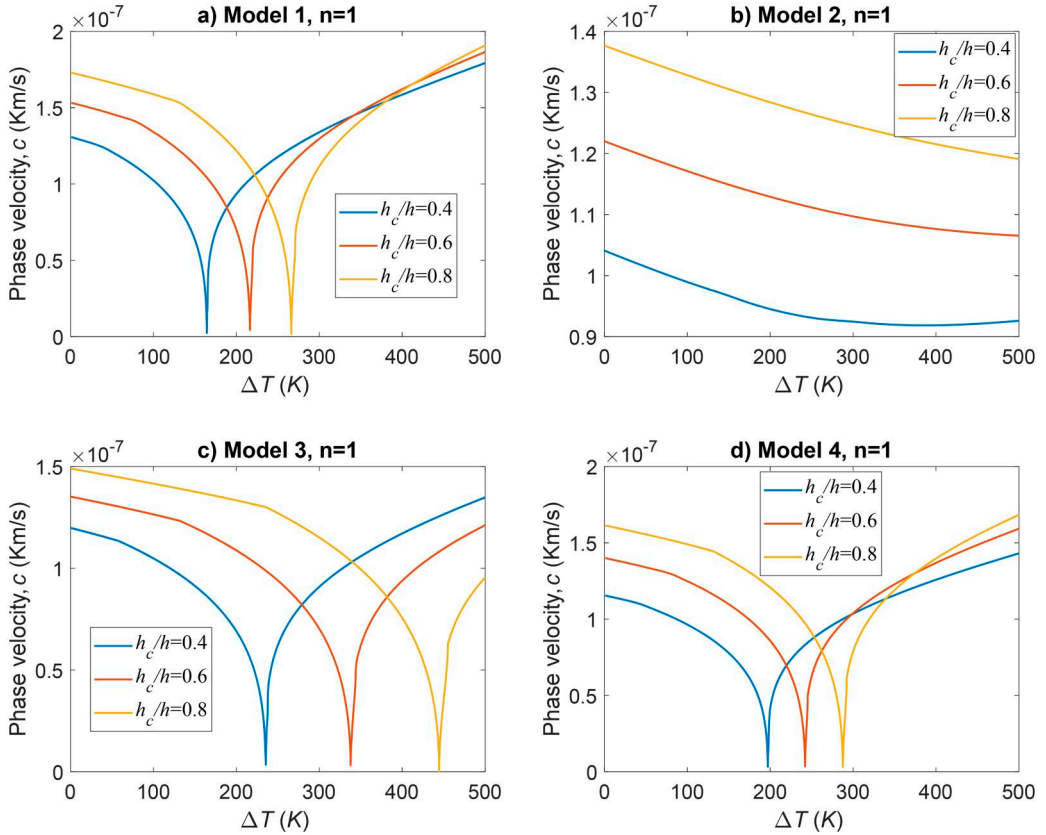 a) Model 1, n=1
×10⁻⁷
2
1.5
1
0.5
0
Phase velocity, c (Km/s)
0 100 200 300 400 500
ΔT (K)
h_c/h=0.4
h_c/h=0.6
h_c/h=0.8
b) Model 2, n=1
×10⁻⁷
1.4
1.3
1.2
1.7
1
0.9
Phase velocity, c (Km/s)
0 100 200 300 400 500
ΔT (K)
h_c/h=0.4
h_c/h=0.6
h_c/h=0.8
c) Model 3, n=1
×10⁻⁷
1.5
1
0.5
0
Phase velocity, c (Km/s)
0 100 200 300 400 500
ΔT (K)
h_c/h=0.4
h_c/h=0.6
h_c/h=0.8
d) Model 4, n=1
×10⁻⁷
2
1.5
1
0.5
0
Phase velocity, c (Km/s)
0 100 200 300 400 500
ΔT (K)
h_c/h=0.4
h_c/h=0.6
h_c/h=0.8